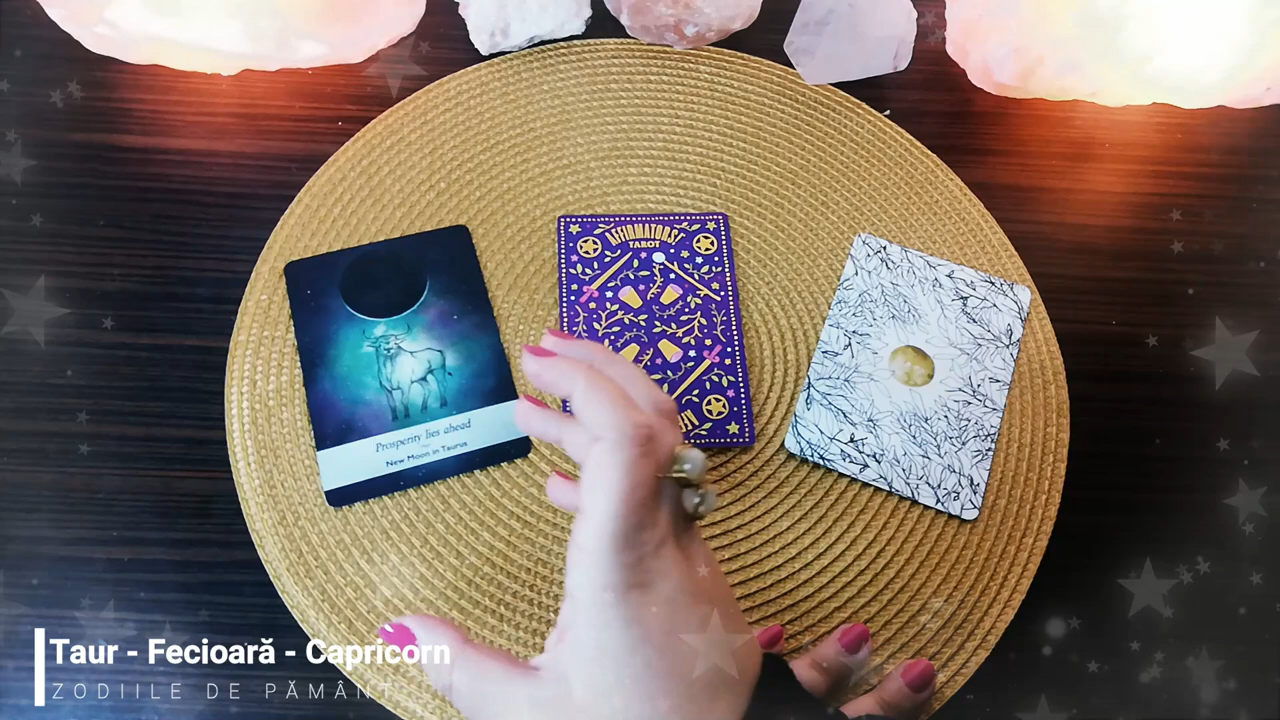 AFFIRMATORS!
TAROT
Prosperity lies ahead
New Moon in Taurus
Taur - Fecioară - Capricorn
ZODIILE DE PĂMÂNT